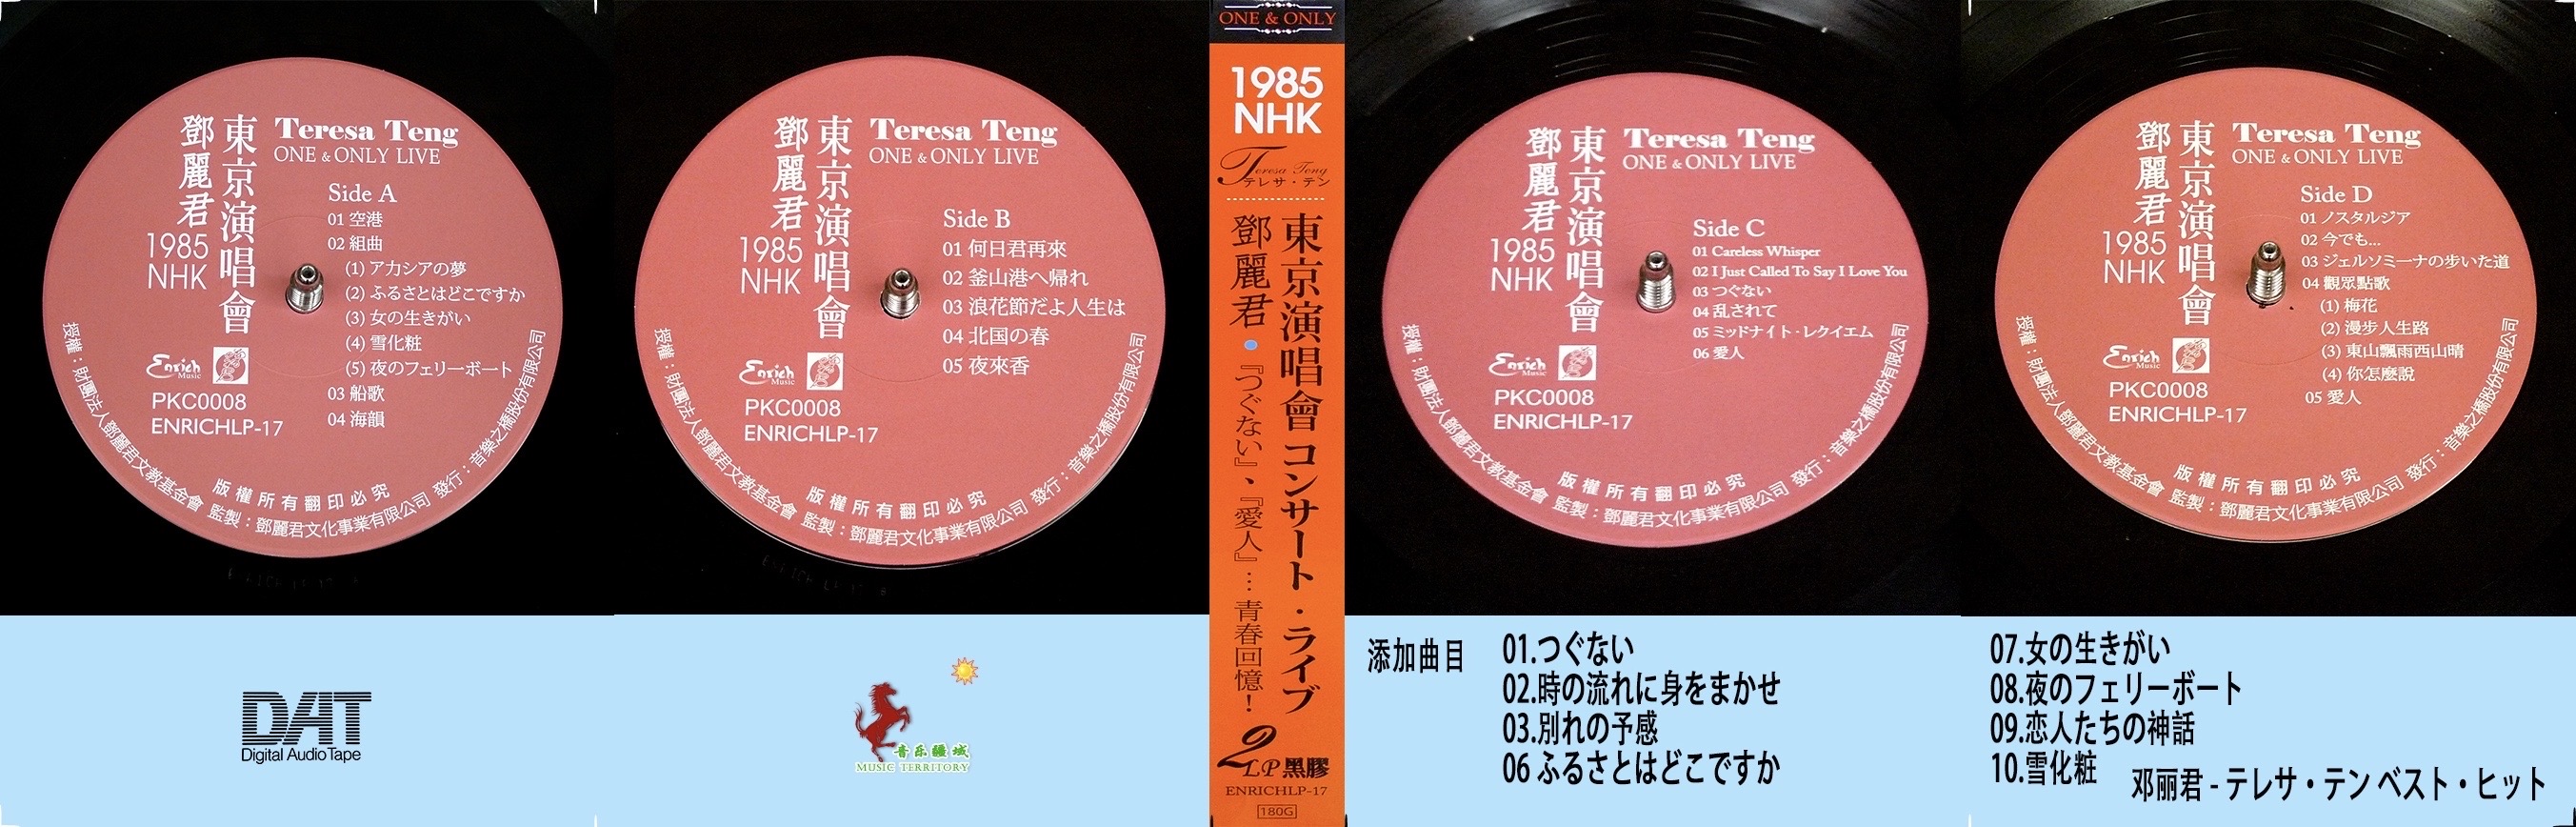 Teresa Teng
ONE & ONLY LIVE
東京演唱會
鄧麗君
1985
NHK
Side A
01 空港
02 組曲
(1) アカシアの夢
(2) ふるさとはどこですか
(3) 女の生きがい
(4) 雪化粧
(5) 夜のフェリーボート
03 船歌
04 海韻
Enrich
Music
PKC0008
ENRICHLP-17
版權所有翻印必究
授權：財團法人鄧麗君文教基金會 監製：鄧麗君文化事業有限公司 發行：音樂之橋股份有限公司
Teresa Teng
ONE & ONLY LIVE
東京演唱會
鄧麗君
1985
NHK
Side B
01 何日君再來
02 釜山港へ帰れ
03 浪花節だよ人生は
04 北国の春
05 夜來香
Enrich
Music
PKC0008
ENRICHLP-17
版權所有翻印必究
授權：財團法人鄧麗君文教基金會 監製：鄧麗君文化事業有限公司 發行：音樂之橋股份有限公司
ONE & ONLY
1985
NHK
Teresa Teng
テレサ・テン
東京演唱會 コンサート・ライブ
鄧麗君・『つぐない』、『愛人』…青春回憶！
2LP黑膠
ENRICHLP-17
180G
Teresa Teng
ONE & ONLY LIVE
東京演唱會
鄧麗君
1985
NHK
Side C
01 Careless Whisper
02 I Just Called To Say I Love You
03 つぐない
04 乱されて
05 ミッドナイト・レクイエム
06 愛人
Enrich
Music
PKC0008
ENRICHLP-17
版權所有翻印必究
授權：財團法人鄧麗君文教基金會 監製：鄧麗君文化事業有限公司 發行：音樂之橋股份有限公司
Teresa Teng
ONE & ONLY LIVE
東京演唱會
鄧麗君
1985
NHK
Side D
01 ノスタルジア
02 今でも...
03 ジェルソミーナの歩いた道
04 觀眾點歌
(1) 梅花
(2) 漫步人生路
(3) 東山飄雨西山晴
(4) 你怎麼說
05 愛人
Enrich
Music
PKC0008
ENRICHLP-17
版權所有翻印必究
授權：財團法人鄧麗君文教基金會 監製：鄧麗君文化事業有限公司 發行：音樂之橋股份有限公司
DAT
Digital Audio Tape
音乐疆域
MUSIC TERRITORY
添加曲目
01.つぐない
02.時の流れに身をまかせ
03.別れの予感
06 ふるさとはどこですか
07.女の生きがい
08.夜のフェリーボート
09.恋人たちの神話
10.雪化粧
邓丽君 - テレサ・テン ベスト・ヒット